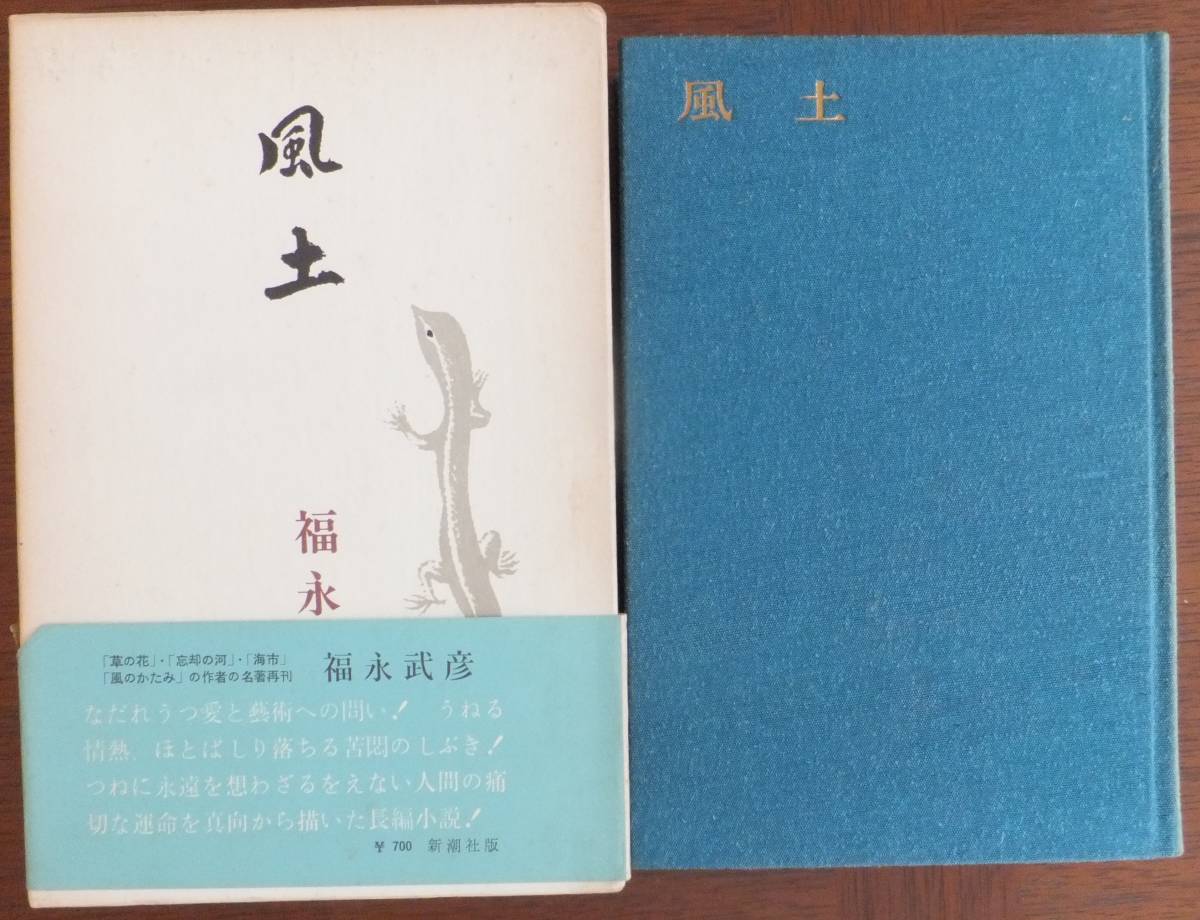 風土
福永
「草の花」・「忘却の河」・「海市」
「風のかたみ」の作者の名著再刊
福永武彦
なだれうつ愛と藝術への問い！　うねる
情熱、ほとばしり落ちる苦悶のしぶき！
つねに永遠を想わざるをえない人間の痛
切な運命を真向から描いた長編小説！
¥ 700 新潮社版
風土